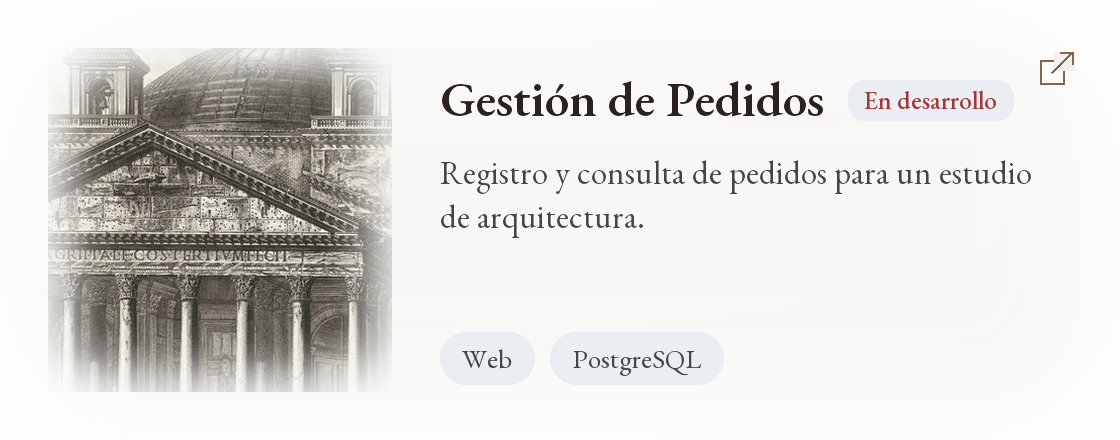 Gestión de Pedidos
En desarrollo
Registro y consulta de pedidos para un estudio
de arquitectura.
Web
PostgreSQL